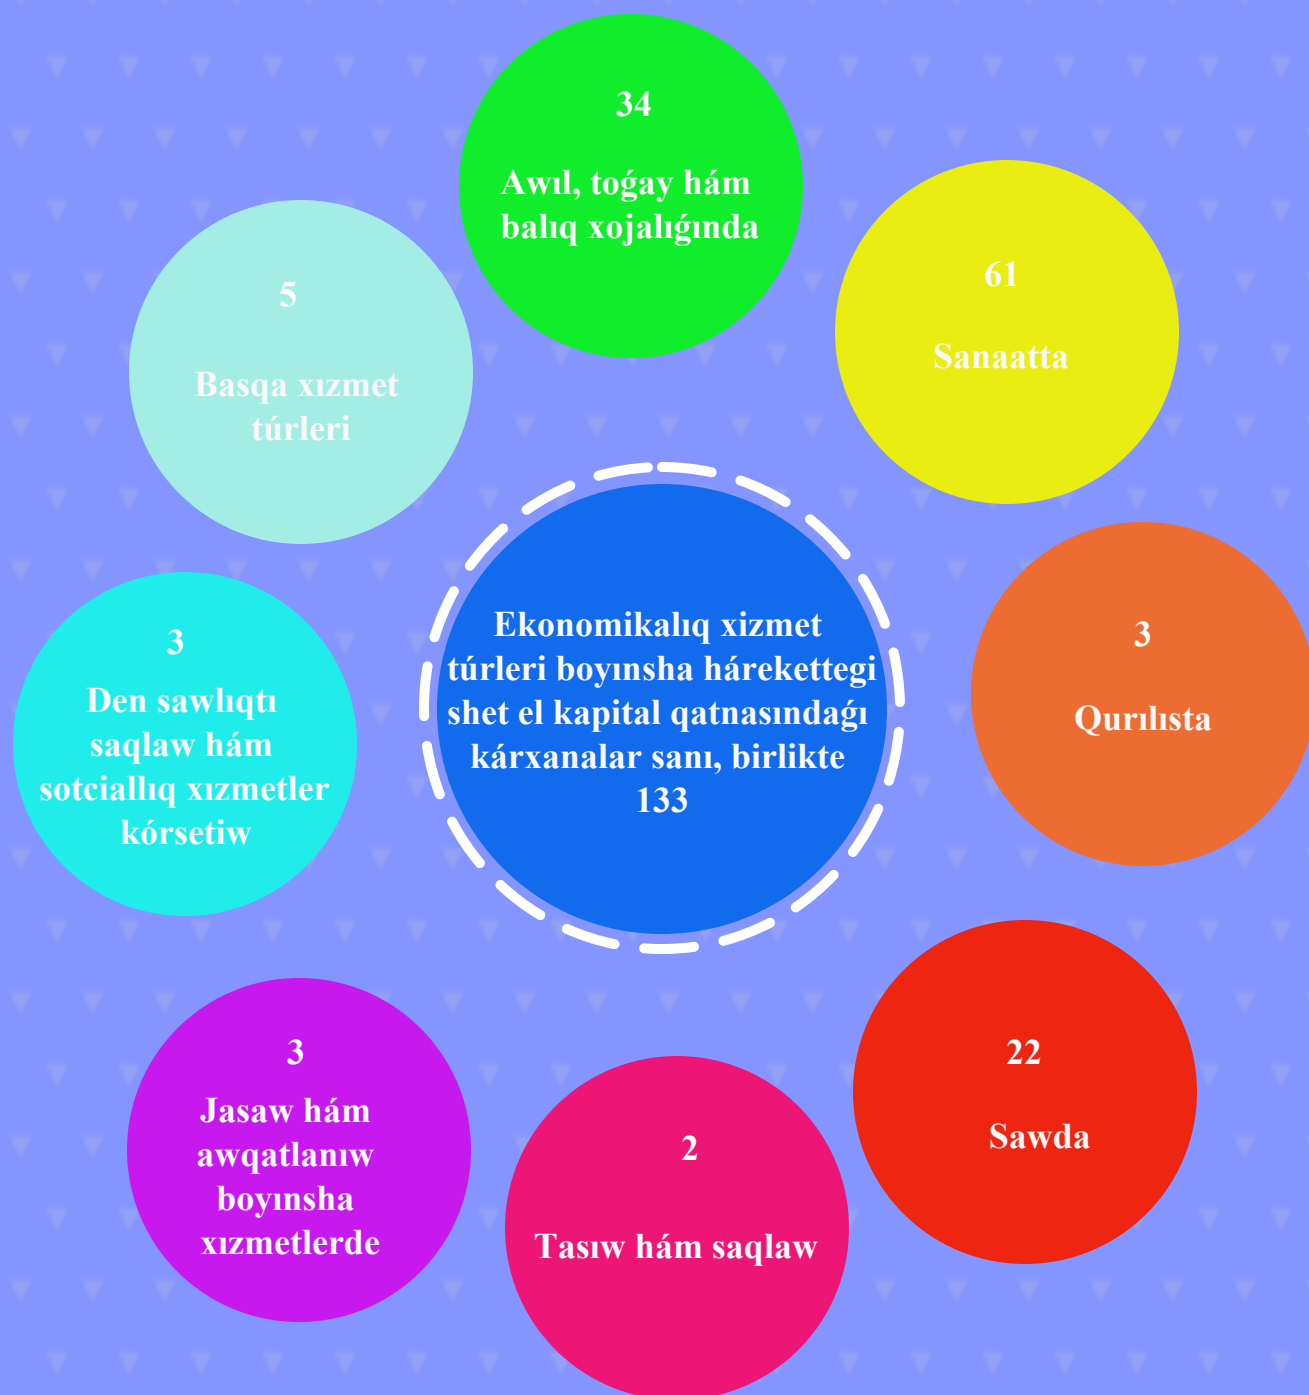 34
Awıl, toǵay hám
balıq xojalıǵında
61
Sanaatta
5
Basqa xızmet
túrleri
Ekonomikalıq xizmet
túrleri boyınsha hárekettegi
shet el kapital qatnasındaǵı
kárxanalar sanı, birlikte
133
3
Qurılısta
3
Den sawlıqtı
saqlaw hám
sotciallıq xızmetler
kórsetiw
22
Sawda
3
Jasaw hám
awqatlanıw
boyınsha
xızmetlerde
2
Tasıw hám saqlaw